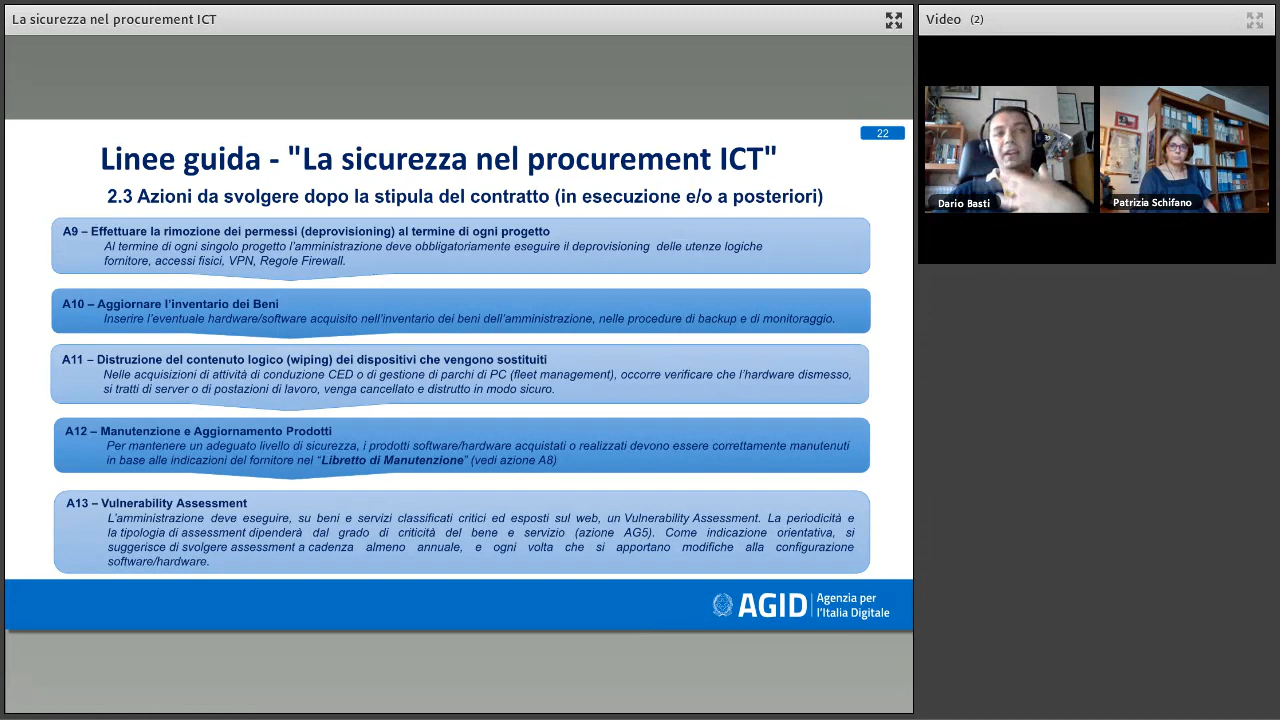 La sicurezza nel procurement ICT
Video (2)
22
Linee guida - "La sicurezza nel procurement ICT"
2.3 Azioni da svolgere dopo la stipula del contratto (in esecuzione e/o a posteriori)
A9 – Effettuare la rimozione dei permessi (deprovisioning) al termine di ogni progetto
Al termine di ogni singolo progetto l’amministrazione deve obbligatoriamente eseguire il deprovisioning delle utenze logiche
fornitore, accessi fisici, VPN, Regole Firewall.
A10 – Aggiornare l’inventario dei Beni
Inserire l’eventuale hardware/software acquisito nell’inventario dei beni dell’amministrazione, nelle procedure di backup e di monitoraggio.
A11 – Distruzione del contenuto logico (wiping) dei dispositivi che vengono sostituiti
Nelle acquisizioni di attività di conduzione CED o di gestione di parchi di PC (fleet management), occorre verificare che l’hardware dismesso,
si tratti di server o di postazioni di lavoro, venga cancellato e distrutto in modo sicuro.
A12 – Manutenzione e Aggiornamento Prodotti
Per mantenere un adeguato livello di sicurezza, i prodotti software/hardware acquistati o realizzati devono essere correttamente manutenuti
in base alle indicazioni del fornitore nel “Libretto di Manutenzione” (vedi azione A8)
A13 – Vulnerability Assessment
L’amministrazione deve eseguire, su beni e servizi classificati critici ed esposti sul web, un Vulnerability Assessment. La periodicità e
la tipologia di assessment dipenderà dal grado di criticità del bene e servizio (azione AG5). Come indicazione orientativa, si
suggerisce di svolgere assessment a cadenza almeno annuale, e ogni volta che si apportano modifiche alla configurazione
software/hardware.
AGID
Agenzia per
l’Italia Digitale
Dario Basti
Patrizia Schifano